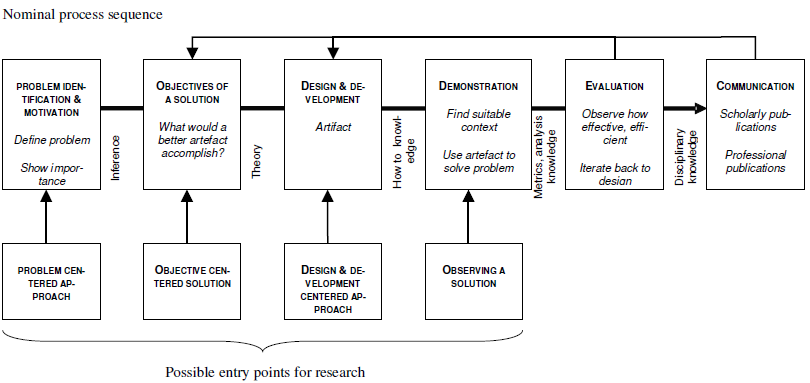 Nominal process sequence
PROBLEM IDEN-
TIFICATION &
MOTIVATION
Define problem
Show impor-
tance
Inference
OBJECTIVES OF
A SOLUTION
What would a
better artefact
accomplish?
Theory
DESIGN & DE-
VELOPMENT
Artifact
How to knowl-
edge
DEMONSTRATION
Find suitable
context
Use artefact to
solve problem
Metrics, analysis
knowledge
EVALUATION
Observe how
effective, effi-
cient
Iterate back to
design
Disciplinary
knowledge
COMMUNICATION
Scholarly pub-
lications
Professional
publications
PROBLEM CEN-
TERED AP-
PROACH
OBJECTIVE CEN-
TERED SOLUTION
DESIGN & DE-
VELOPMENT
CENTERED AP-
PROACH
OBSERVING A
SOLUTION
Possible entry points for research